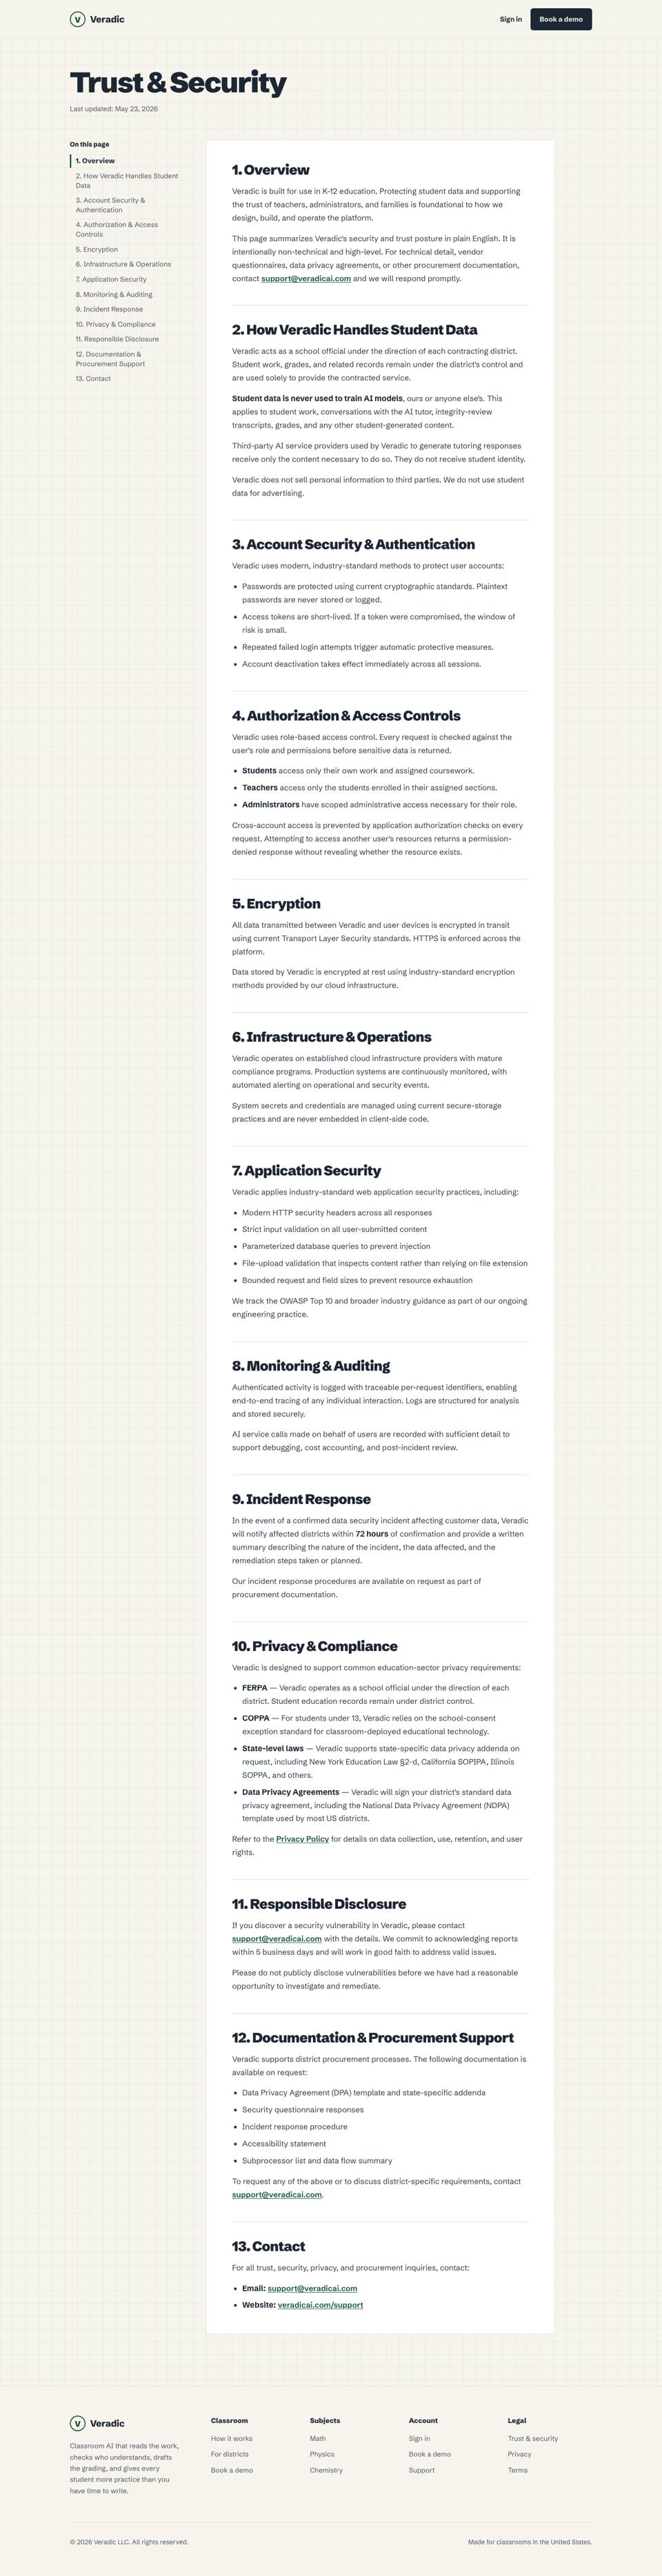 V Veradic
Sign in
Book a demo
Trust & Security
Last updated: May 23, 2026
On this page
1. Overview
2. How Veradic Handles Student
Data
3. Account Security &
Authentication
4. Authorization & Access
Controls
5. Encryption
6. Infrastructure & Operations
7. Application Security
8. Monitoring & Auditing
9. Incident Response
10. Privacy & Compliance
11. Responsible Disclosure
12. Documentation &
Procurement Support
13. Contact
1. Overview
Veradic is built for use in K-12 education. Protecting student data and supporting
the trust of teachers, administrators, and families is foundational to how we
design, build, and operate the platform.
This page summarizes Veradic's security and trust posture in plain English. It is
intentionally non-technical and high-level. For technical detail, vendor
questionnaires, data privacy agreements, or other procurement documentation,
contact support@veradicai.com and we will respond promptly.
2. How Veradic Handles Student Data
Veradic acts as a school official under the direction of each contracting district.
Student work, grades, and related records remain under the district's control and
are used solely to provide the contracted service.
Student data is never used to train AI models, ours or anyone else's. This
applies to student work, conversations with the AI tutor, integrity-review
transcripts, grades, and any other student-generated content.
Third-party AI service providers used by Veradic to generate tutoring responses
receive only the content necessary to do so. They do not receive student identity.
Veradic does not sell personal information to third parties. We do not use student
data for advertising.
3. Account Security & Authentication
Veradic uses modern, industry-standard methods to protect user accounts:
• Passwords are protected using current cryptographic standards. Plaintext
passwords are never stored or logged.
• Access tokens are short-lived. If a token were compromised, the window of
risk is small.
• Repeated failed login attempts trigger automatic protective measures.
• Account deactivation takes effect immediately across all sessions.
4. Authorization & Access Controls
Veradic uses role-based access control. Every request is checked against the
user's role and permissions before sensitive data is returned.
• Students access only their own work and assigned coursework.
• Teachers access only the students enrolled in their assigned sections.
• Administrators have scoped administrative access necessary for their role.
Cross-account access is prevented by application authorization checks on every
request. Attempting to access another user's resources returns a permission-
denied response without revealing whether the resource exists.
5. Encryption
All data transmitted between Veradic and user devices is encrypted in transit
using current Transport Layer Security standards. HTTPS is enforced across the
platform.
Data stored by Veradic is encrypted at rest using industry-standard encryption
methods provided by our cloud infrastructure.
6. Infrastructure & Operations
Veradic operates on established cloud infrastructure providers with mature
compliance programs. Production systems are continuously monitored, with
automated alerting on operational and security events.
System secrets and credentials are managed using current secure-storage
practices and are never embedded in client-side code.
7. Application Security
Veradic applies industry-standard web application security practices, including:
• Modern HTTP security headers across all responses
• Strict input validation on all user-submitted content
• Parameterized database queries to prevent injection
• File-upload validation that inspects content rather than relying on file extension
• Bounded request and field sizes to prevent resource exhaustion
We track the OWASP Top 10 and broader industry guidance as part of our ongoing
engineering practice.
8. Monitoring & Auditing
Authenticated activity is logged with traceable per-request identifiers, enabling
end-to-end tracing of any individual interaction. Logs are structured for analysis
and stored securely.
AI service calls made on behalf of users are recorded with sufficient detail to
support debugging, cost accounting, and post-incident review.
9. Incident Response
In the event of a confirmed data security incident affecting customer data, Veradic
will notify affected districts within 72 hours of confirmation and provide a written
summary describing the nature of the incident, the data affected, and the
remediation steps taken or planned.
Our incident response procedures are available on request as part of
procurement documentation.
10. Privacy & Compliance
Veradic is designed to support common education-sector privacy requirements:
• FERPA — Veradic operates as a school official under the direction of each
district. Student education records remain under district control.
• COPPA — For students under 13, Veradic relies on the school-consent
exception standard for classroom-deployed educational technology.
• State-level laws — Veradic supports state-specific data privacy addenda on
request, including New York Education Law §2-d, California SOPIPA, Illinois
SOPPA, and others.
• Data Privacy Agreements — Veradic will sign your district's standard data
privacy agreement, including the National Data Privacy Agreement (NDPA)
template used by most US districts.
Refer to the Privacy Policy for details on data collection, use, retention, and user
rights.
11. Responsible Disclosure
If you discover a security vulnerability in Veradic, please contact
support@veradicai.com with the details. We commit to acknowledging reports
within 5 business days and will work in good faith to address valid issues.
Please do not publicly disclose vulnerabilities before we have had a reasonable
opportunity to investigate and remediate.
12. Documentation & Procurement Support
Veradic supports district procurement processes. The following documentation is
available on request:
• Data Privacy Agreement (DPA) template and state-specific addenda
• Security questionnaire responses
• Incident response procedure
• Accessibility statement
• Subprocessor list and data flow summary
To request any of the above or to discuss district-specific requirements, contact
support@veradicai.com.
13. Contact
For all trust, security, privacy, and procurement inquiries, contact:
• Email: support@veradicai.com
• Website: veradicai.com/support
V Veradic
Classroom AI that reads the work,
checks who understands, drafts
the grading, and gives every
student more practice than you
have time to write.
Classroom
How it works
For districts
Book a demo
Subjects
Math
Physics
Chemistry
Account
Sign in
Book a demo
Support
Legal
Trust & security
Privacy
Terms
© 2026 Veradic LLC. All rights reserved.
Made for classrooms in the United States.